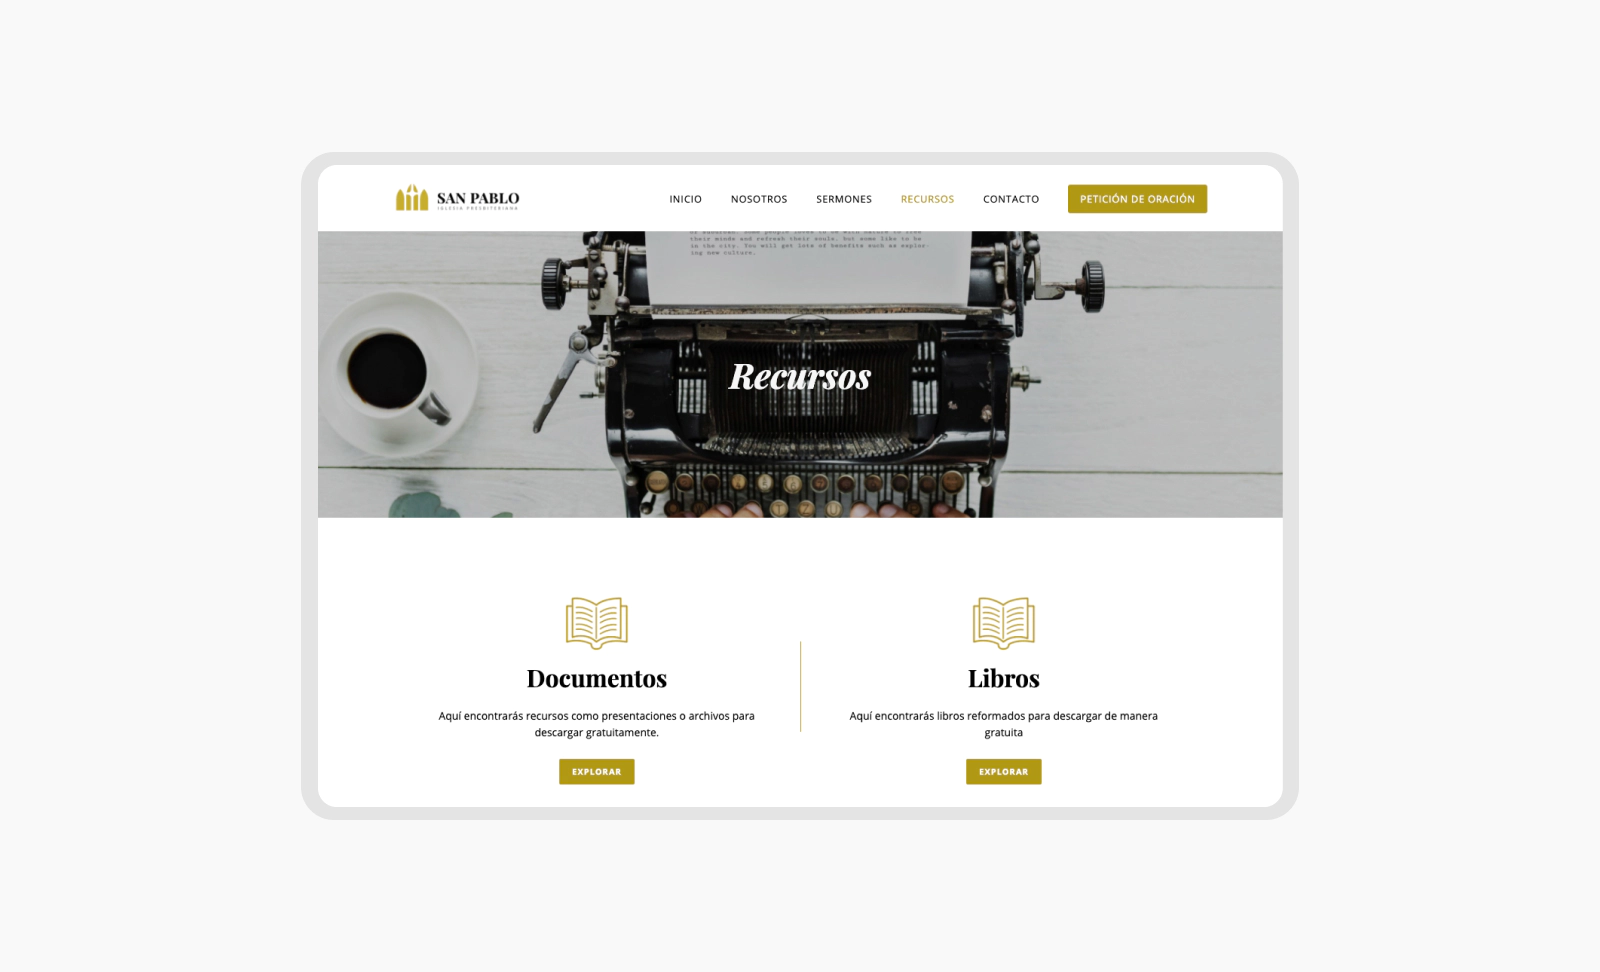 SAN PABLO
IGLESIA PRESBITERIANA
INICIO NOSOTROS SERMONES RECURSOS CONTACTO PETICIÓN DE ORACIÓN
their minds and refresh their souls, but some like to be
in the city. You will get lots of benefits such as explor-
ing new culture.
Recursos
T Z U
Documentos
Aquí encontrarás recursos como presentaciones o archivos para
descargar gratuitamente.
EXPLORAR
Libros
Aquí encontrarás libros reformados para descargar de manera
gratuita
EXPLORAR